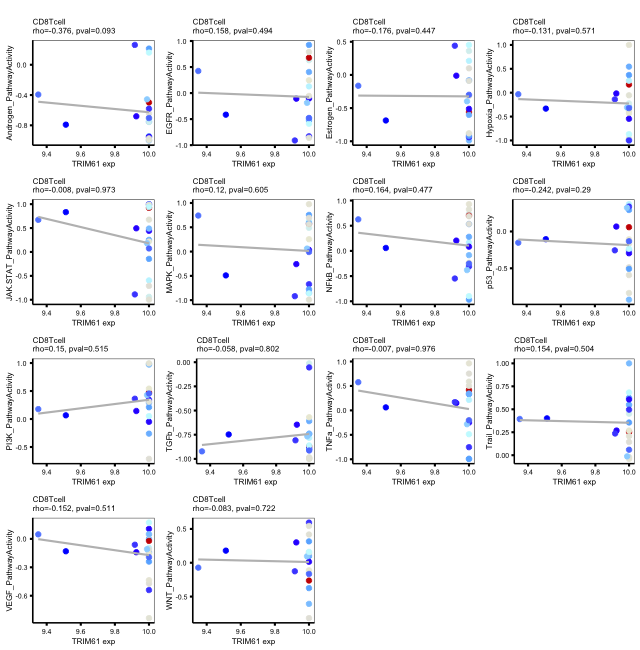 CD8Tcell
rho=-0.376, pval=0.093
Androgen_PathwayActivity
0.0
-0.4
-0.8
9.4 9.6 9.8 10.0
TRIM61 exp
CD8Tcell
rho=0.158, pval=0.494
EGFR_PathwayActivity
1.0
0.5
0.0
-0.5
-1.0
9.4 9.6 9.8 10.0
TRIM61 exp
CD8Tcell
rho=-0.176, pval=0.447
Estrogen_PathwayActivity
0.5
0.0
-0.5
-1.0
9.4 9.6 9.8 10.0
TRIM61 exp
CD8Tcell
rho=-0.131, pval=0.571
Hypoxia_PathwayActivity
1.0
0.5
0.0
-0.5
-1.0
9.4 9.6 9.8 10.0
TRIM61 exp
CD8Tcell
rho=-0.008, pval=0.973
JAK.STAT_PathwayActivity
1.0
0.5
0.0
-0.5
-1.0
9.4 9.6 9.8 10.0
TRIM61 exp
CD8Tcell
rho=0.12, pval=0.605
MAPK_PathwayActivity
1.0
0.5
0.0
-0.5
-1.0
9.4 9.6 9.8 10.0
TRIM61 exp
CD8Tcell
rho=0.164, pval=0.477
NFkB_PathwayActivity
1.0
0.5
0.0
-0.5
-1.0
9.4 9.6 9.8 10.0
TRIM61 exp
CD8Tcell
rho=-0.242, pval=0.29
p53_PathwayActivity
0.0
-0.5
9.4 9.6 9.8 10.0
TRIM61 exp
CD8Tcell
rho=0.15, pval=0.515
PI3K_PathwayActivity
1.0
0.5
0.0
-0.5
9.4 9.6 9.8 10.0
TRIM61 exp
CD8Tcell
rho=-0.058, pval=0.802
TGFb_PathwayActivity
0.00
-0.25
-0.50
-0.75
-1.00
9.4 9.6 9.8 10.0
TRIM61 exp
CD8Tcell
rho=-0.007, pval=0.976
TNFa_PathwayActivity
1.0
0.5
0.0
-0.5
-1.0
9.4 9.6 9.8 10.0
TRIM61 exp
CD8Tcell
rho=0.154, pval=0.504
Trail_PathwayActivity
1.00
0.75
0.50
0.25
0.00
9.4 9.6 9.8 10.0
TRIM61 exp
CD8Tcell
rho=-0.152, pval=0.511
VEGF_PathwayActivity
0.0
-0.3
-0.6
9.4 9.6 9.8 10.0
TRIM61 exp
CD8Tcell
rho=-0.083, pval=0.722
WNT_PathwayActivity
0.5
0.0
-0.5
9.4 9.6 9.8 10.0
TRIM61 exp